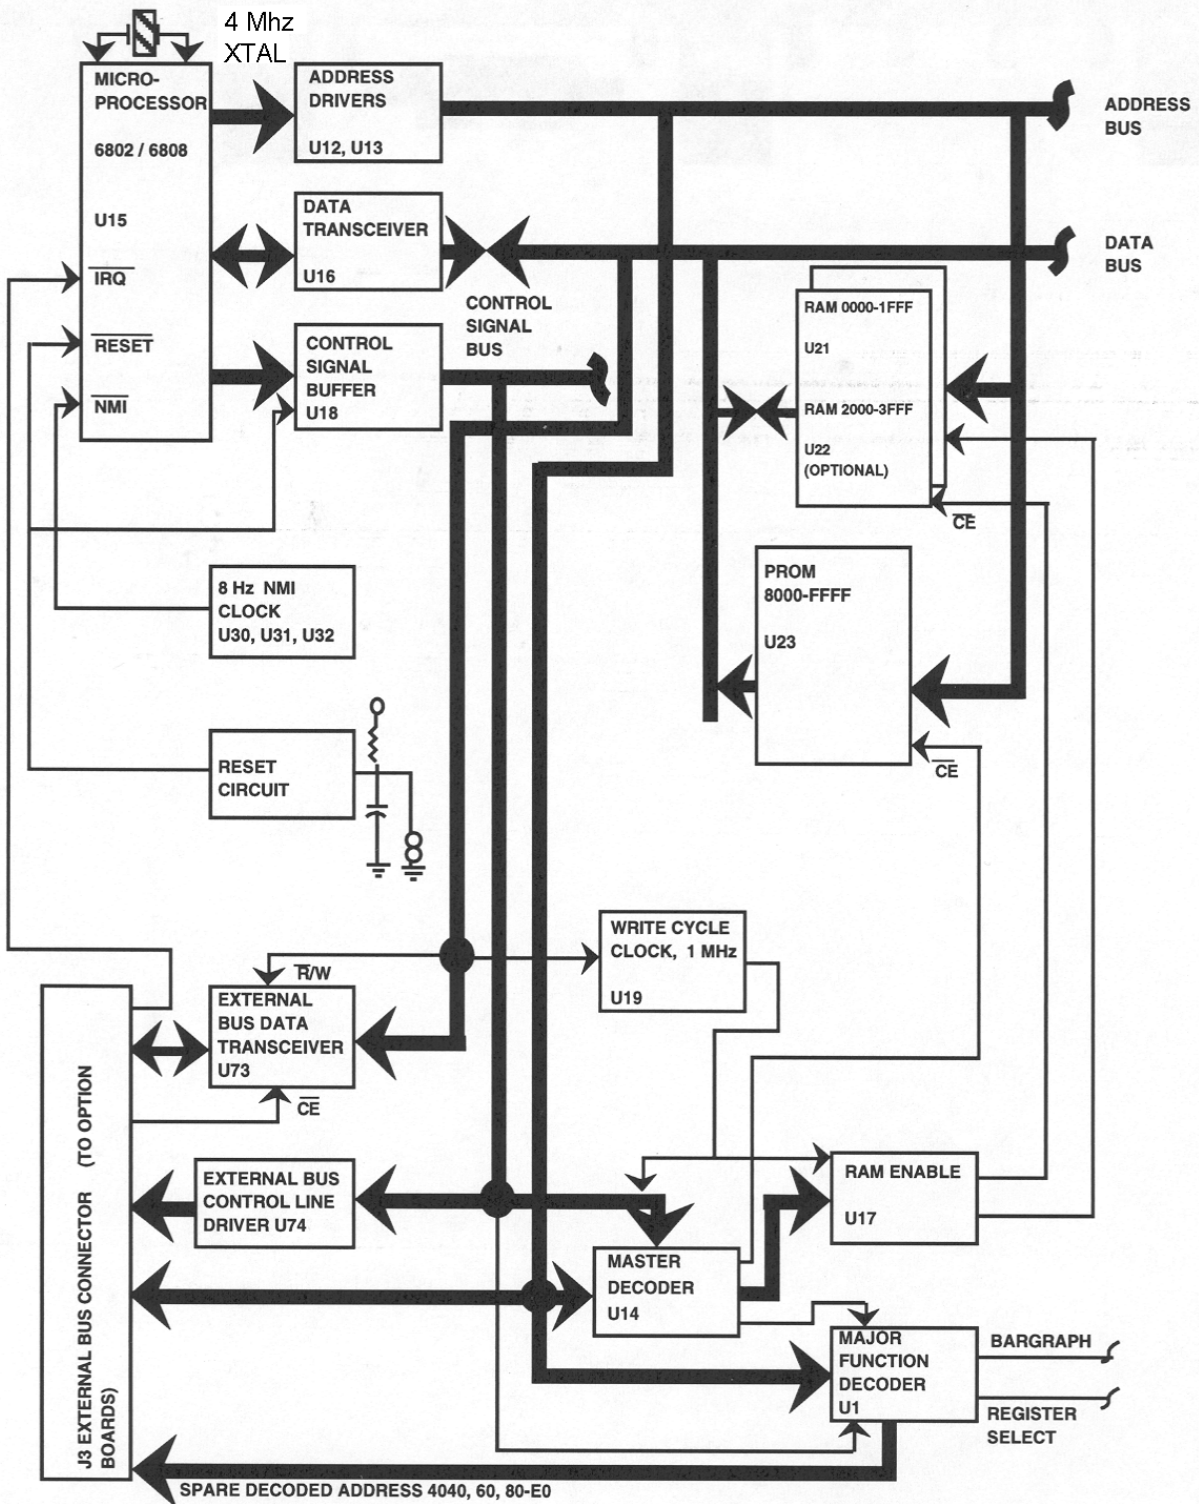 4 Mhz
XTAL
MICRO-
PROCESSOR
6802 / 6808
U15
IRQ
RESET
NMI
ADDRESS
DRIVERS
U12, U13
DATA
TRANSCEIVER
U16
CONTROL
SIGNAL
BUFFER
U18
CONTROL
SIGNAL
BUS
ADDRESS
BUS
DATA
BUS
RAM 0000-1FFF
U21
RAM 2000-3FFF
U22
(OPTIONAL)
CE
PROM
8000-FFFF
U23
CE
8 Hz NMI
CLOCK
U30, U31, U32
RESET
CIRCUIT
WRITE CYCLE
CLOCK, 1 MHz
U19
R/W
EXTERNAL
BUS DATA
TRANSCEIVER
U73
CE
J3 EXTERNAL BUS CONNECTOR (TO OPTION
BOARDS)
EXTERNAL BUS
CONTROL LINE
DRIVER U74
RAM ENABLE
U17
MASTER
DECODER
U14
MAJOR
FUNCTION
DECODER
U1
BARGRAPH
REGISTER
SELECT
SPARE DECODED ADDRESS 4040, 60, 80-E0